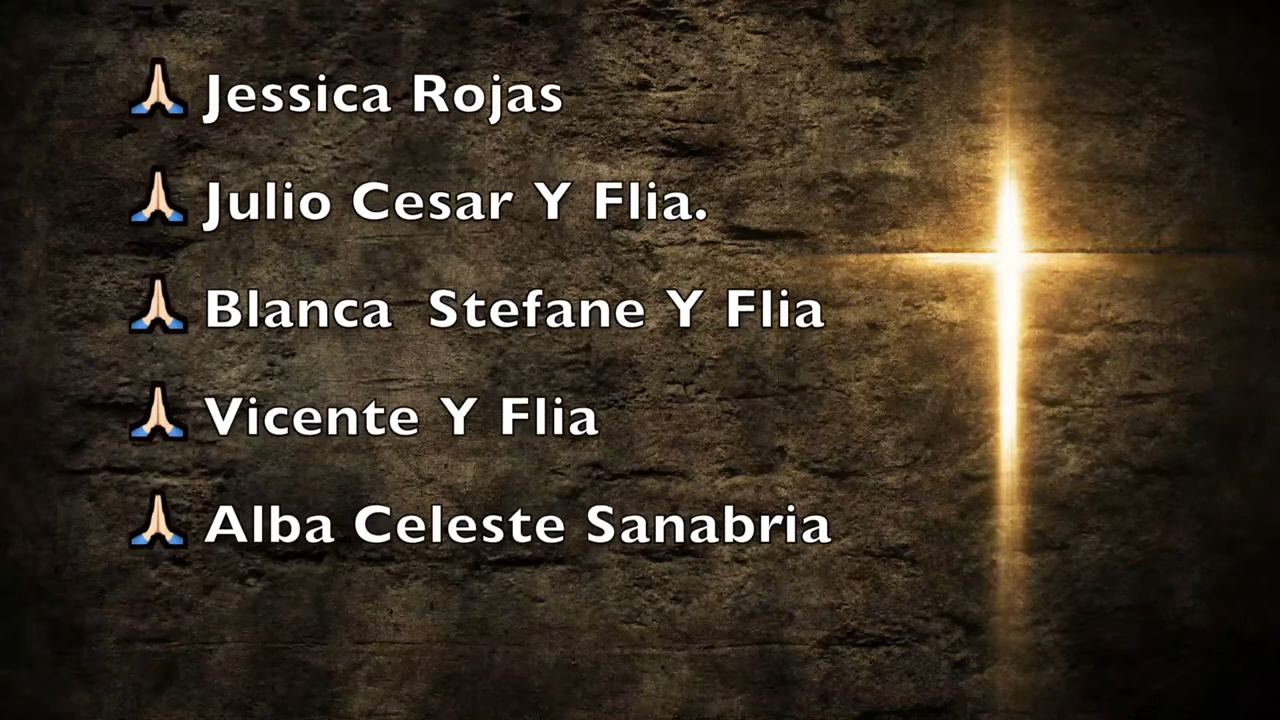 🙏🏻 Jessica Rojas
🙏🏻 Julio Cesar Y Flia.
🙏🏻 Blanca Stefane Y Flia
🙏🏻 Vicente Y Flia
🙏🏻 Alba Celeste Sanabria